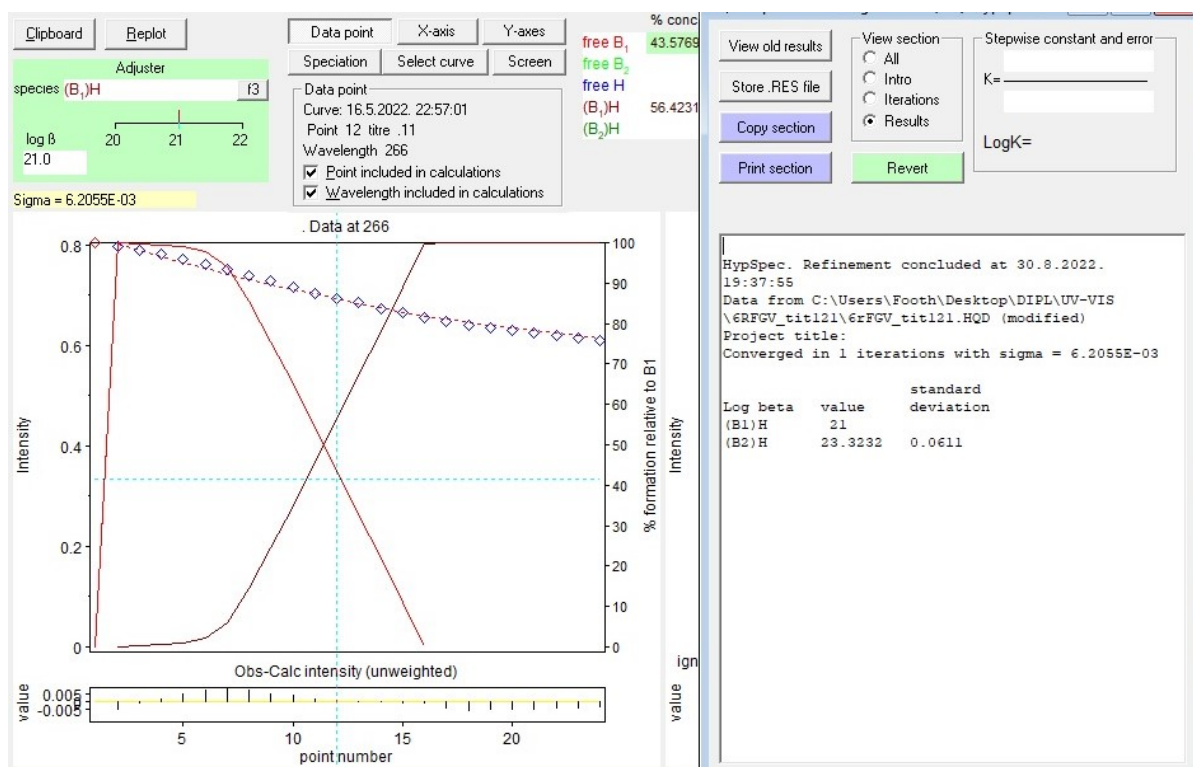 Clipboard Replot
Adjuster
species (B₁)H f3
log ß 20 21 22
21.0
Sigma = 6.2055E-03
Data point X-axis Y-axes
Speciation Select curve Screen
Data point
Curve: 16.5.2022. 22:57:01
Point 12 titre .11
Wavelength 266
Point included in calculations
Wavelength included in calculations
% conc
free B₁ 43.5769
free B₂
free H
(B₁)H 56.4231
(B₂)H
. Data at 266
0.8
0.6
0.4
0.2
0
Intensity
100
90
80
70
60
50
40
30
20
10
0
% formation relative to B1
Intensity
Obs-Calc intensity (unweighted)
value
0.005
-0.005
5 10 15 20
point number
ign
value
View old results
Store .RES file
Copy section
Print section
View section
All
Intro
Iterations
Results
Revert
Stepwise constant and error
K=
LogK=
HypSpec. Refinement concluded at 30.8.2022.
19:37:55
Data from C:\Users\Footh\Desktop\DIPL\UV-VIS
\6RFGV_tit121\6rFGV_tit121.HQD (modified)
Project title:
Converged in 1 iterations with sigma = 6.2055E-03
standard
Log beta value deviation
(B1)H 21
(B2)H 23.3232 0.0611